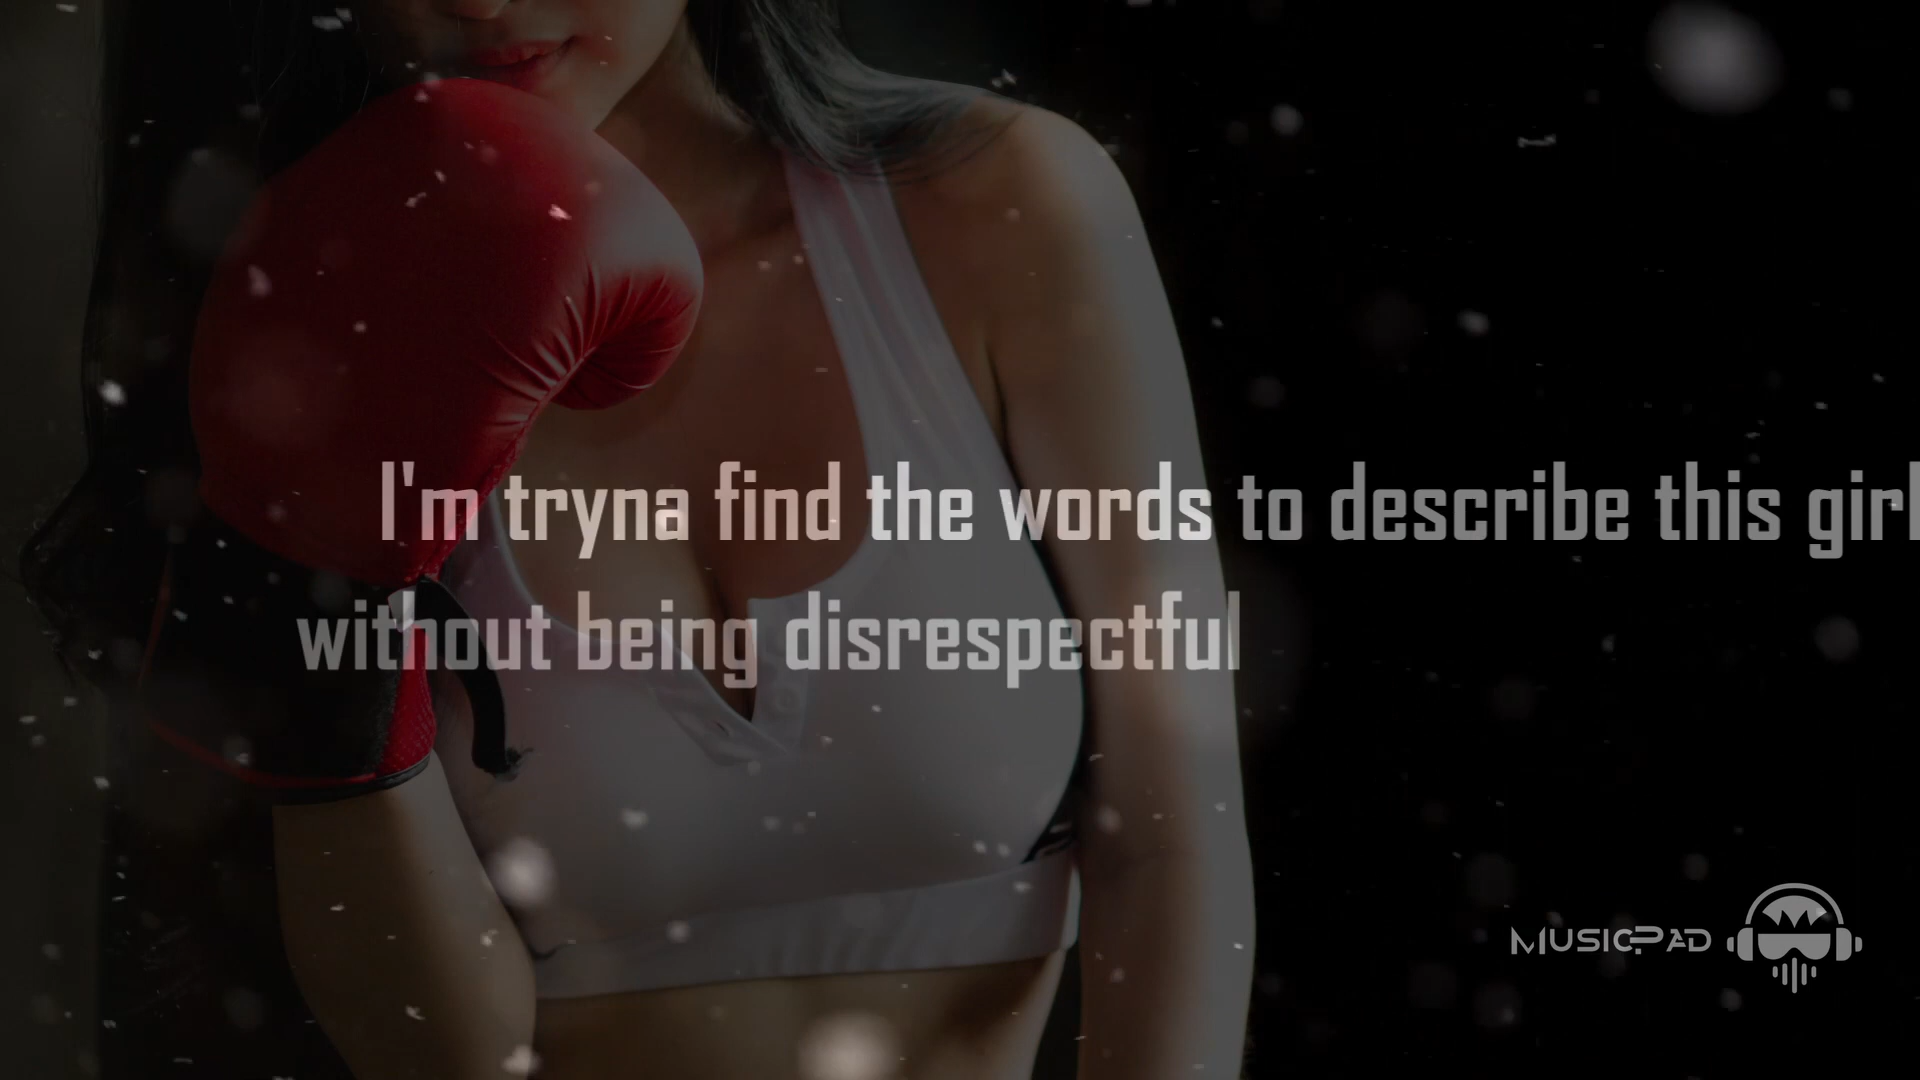 I'm tryna find the words to describe this girl
without being disrespectful
MUSICPAD